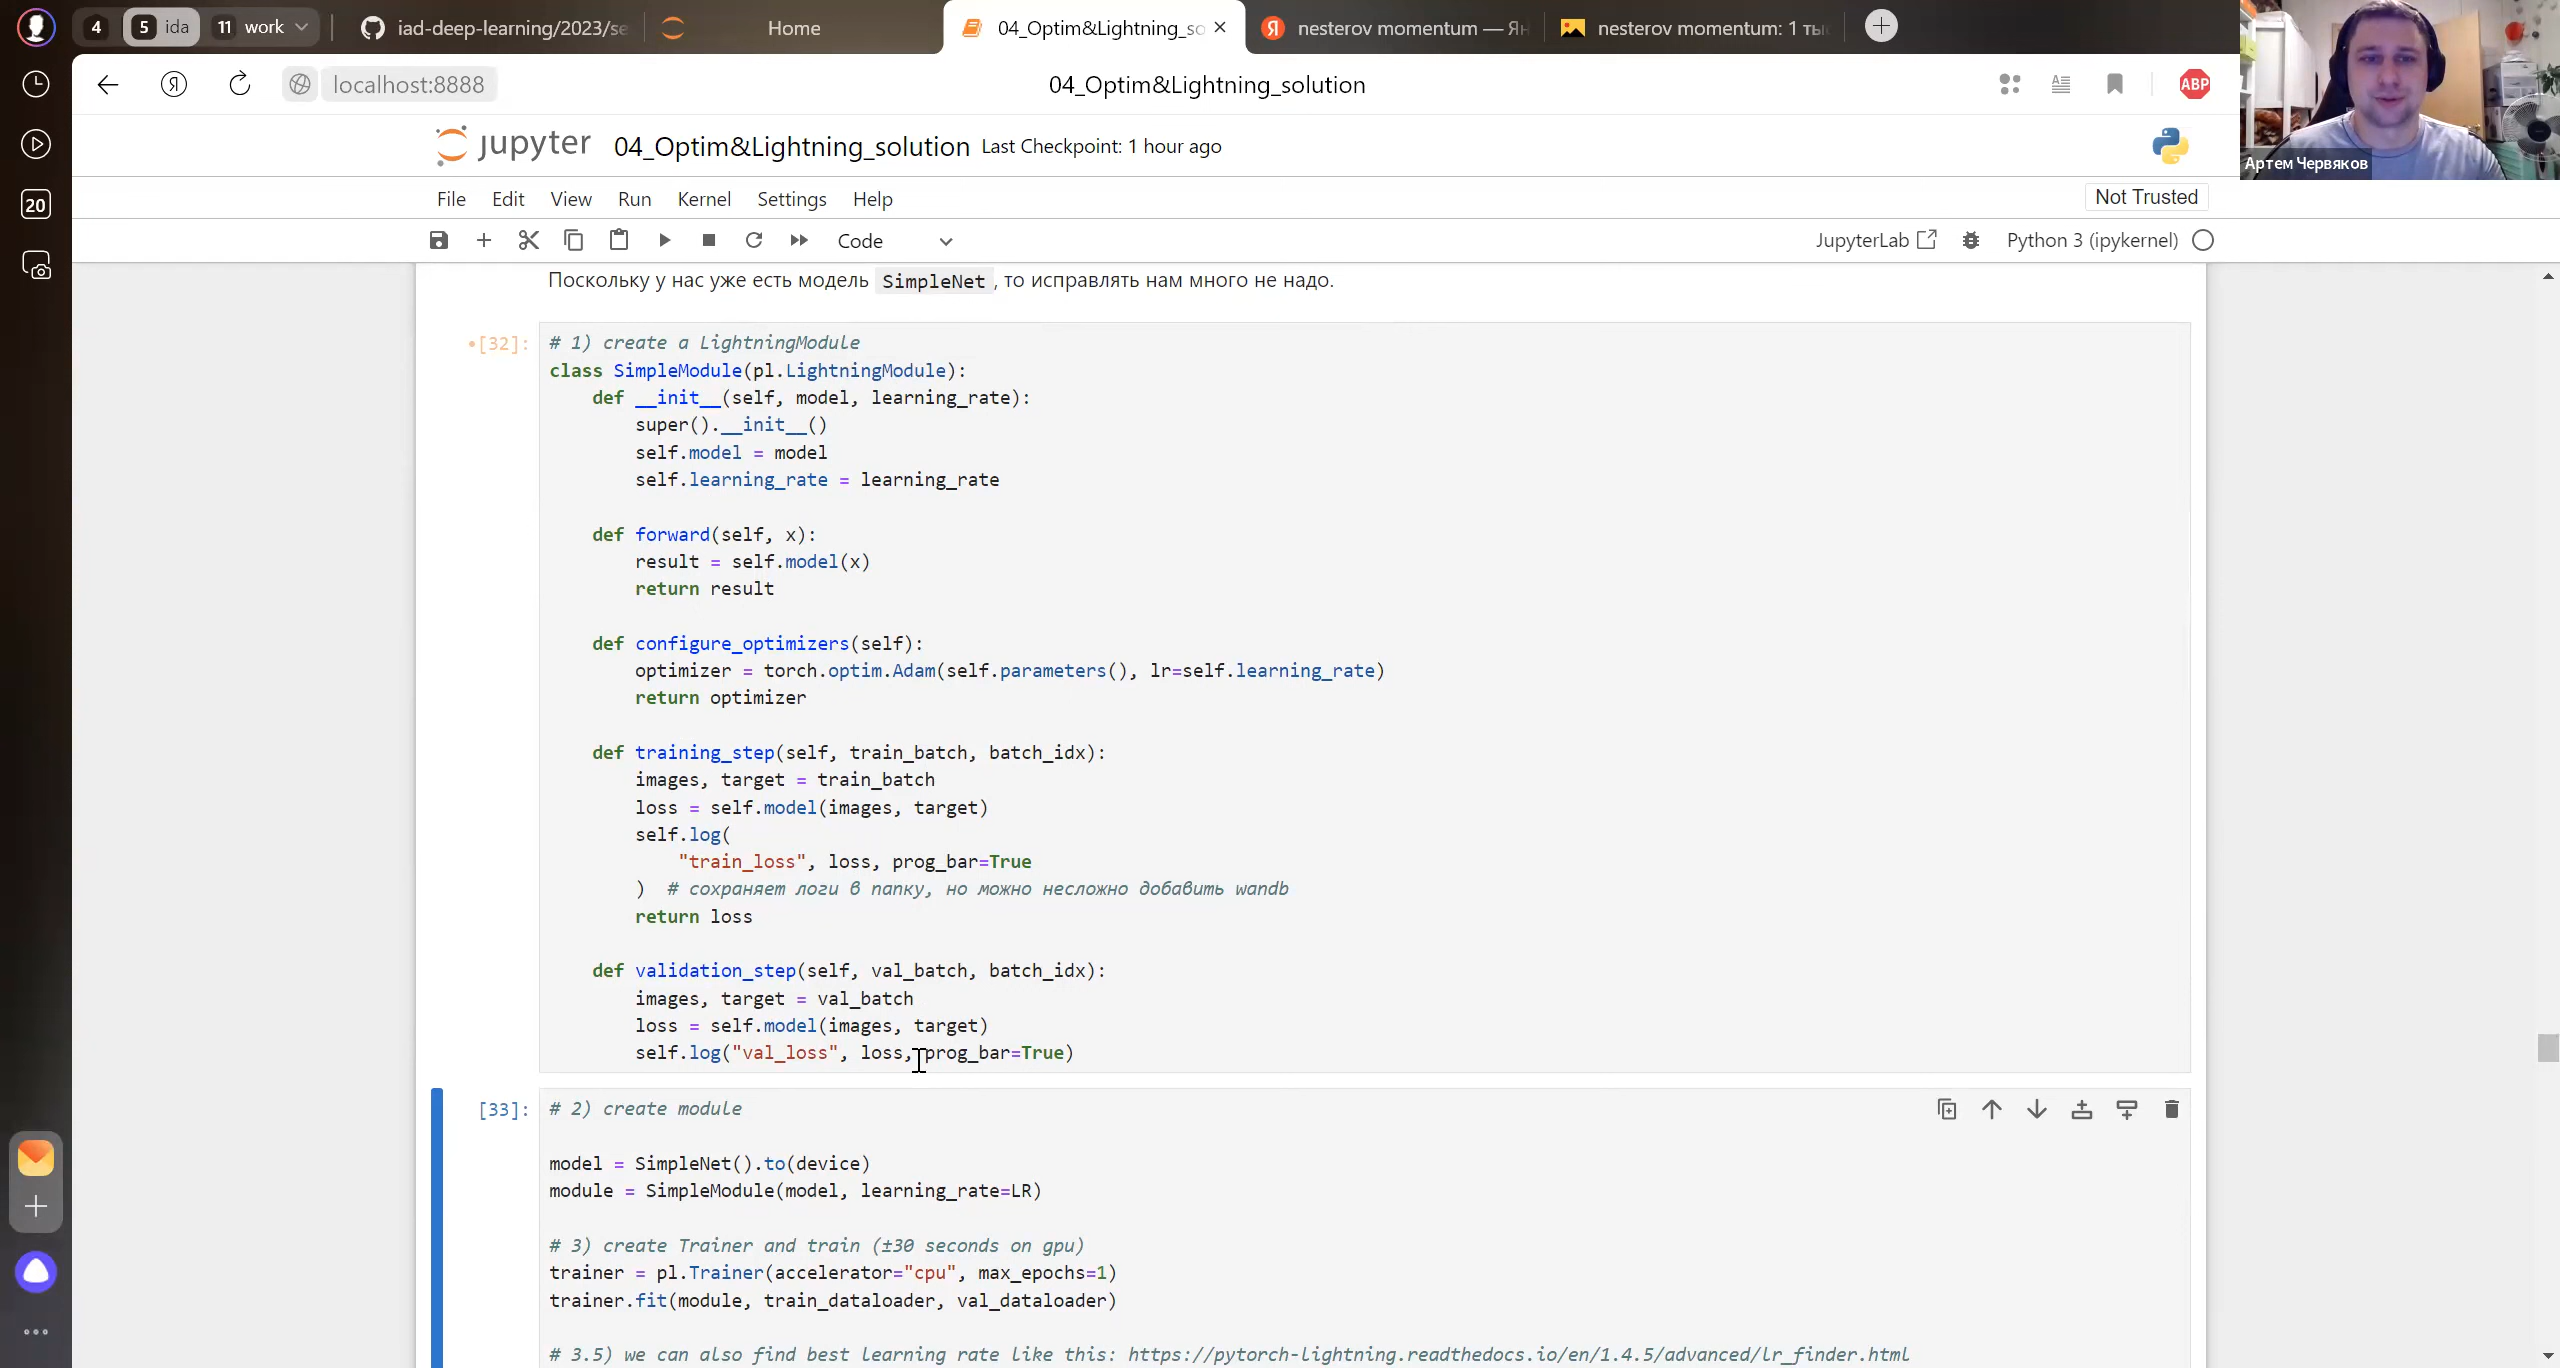 4
5 ida
11 work
iad-deep-learning/2023/se
Home
04_Optim&Lightning_so
Я nesterov momentum — Ян
nesterov momentum: 1 ты
Я
localhost:8888
04_Optim&Lightning_solution
ABP
20
jupyter 04_Optim&Lightning_solution Last Checkpoint: 1 hour ago
Артем Червяков
File Edit View Run Kernel Settings Help
Not Trusted
Code
JupyterLab
Python 3 (ipykernel)
Поскольку у нас уже есть модель SimpleNet, то исправлять нам много не надо.
•[32]:
# 1) create a LightningModule
class SimpleModule(pl.LightningModule):
    def __init__(self, model, learning_rate):
        super().__init__()
        self.model = model
        self.learning_rate = learning_rate
    def forward(self, x):
        result = self.model(x)
        return result
    def configure_optimizers(self):
        optimizer = torch.optim.Adam(self.parameters(), lr=self.learning_rate)
        return optimizer
    def training_step(self, train_batch, batch_idx):
        images, target = train_batch
        loss = self.model(images, target)
        self.log(
            "train_loss", loss, prog_bar=True
        )  # сохраняет логи в папку, но можно несложно добавить wandb
        return loss
    def validation_step(self, val_batch, batch_idx):
        images, target = val_batch
        loss = self.model(images, target)
        self.log("val_loss", loss, prog_bar=True)
[33]:
# 2) create module
model = SimpleNet().to(device)
module = SimpleModule(model, learning_rate=LR)
# 3) create Trainer and train (±30 seconds on gpu)
trainer = pl.Trainer(accelerator="cpu", max_epochs=1)
trainer.fit(module, train_dataloader, val_dataloader)
# 3.5) we can also find best learning rate like this: https://pytorch-lightning.readthedocs.io/en/1.4.5/advanced/lr_finder.html